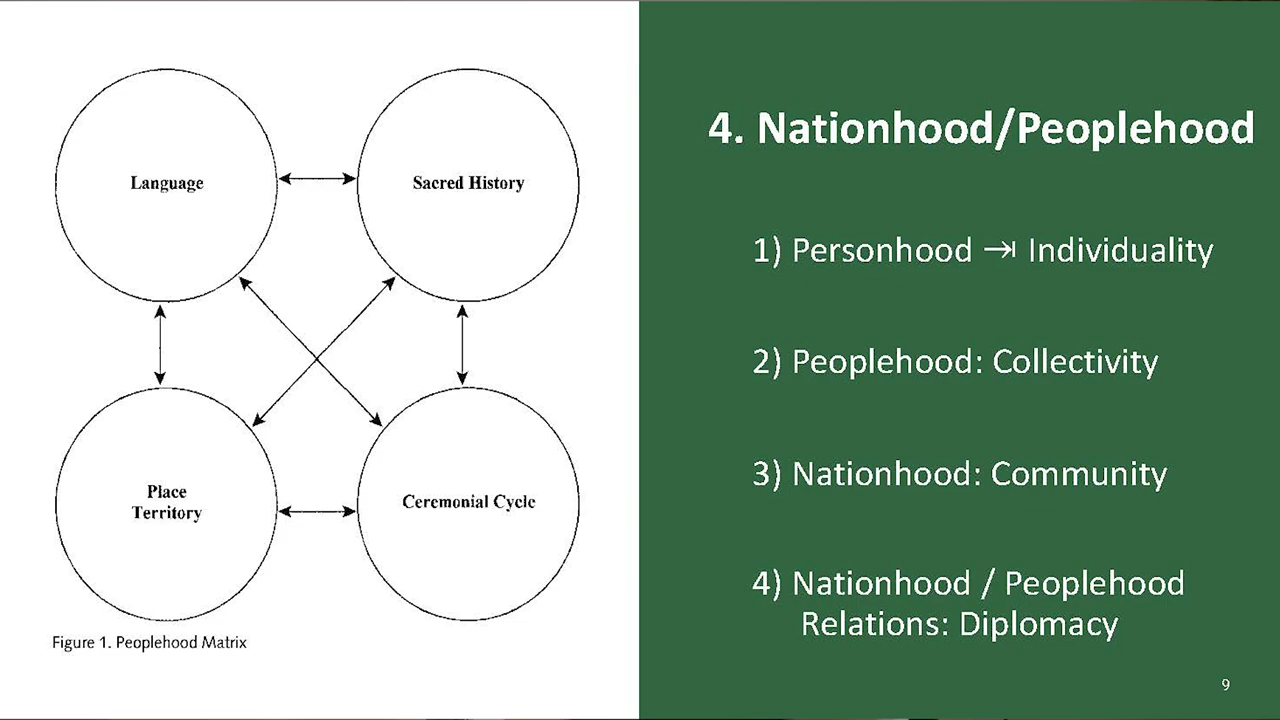 Language
Sacred History
Place
Territory
Ceremonial Cycle
Figure 1. Peoplehood Matrix
4. Nationhood/Peoplehood
1) Personhood ⇥ Individuality
2) Peoplehood: Collectivity
3) Nationhood: Community
4) Nationhood / Peoplehood
Relations: Diplomacy
9